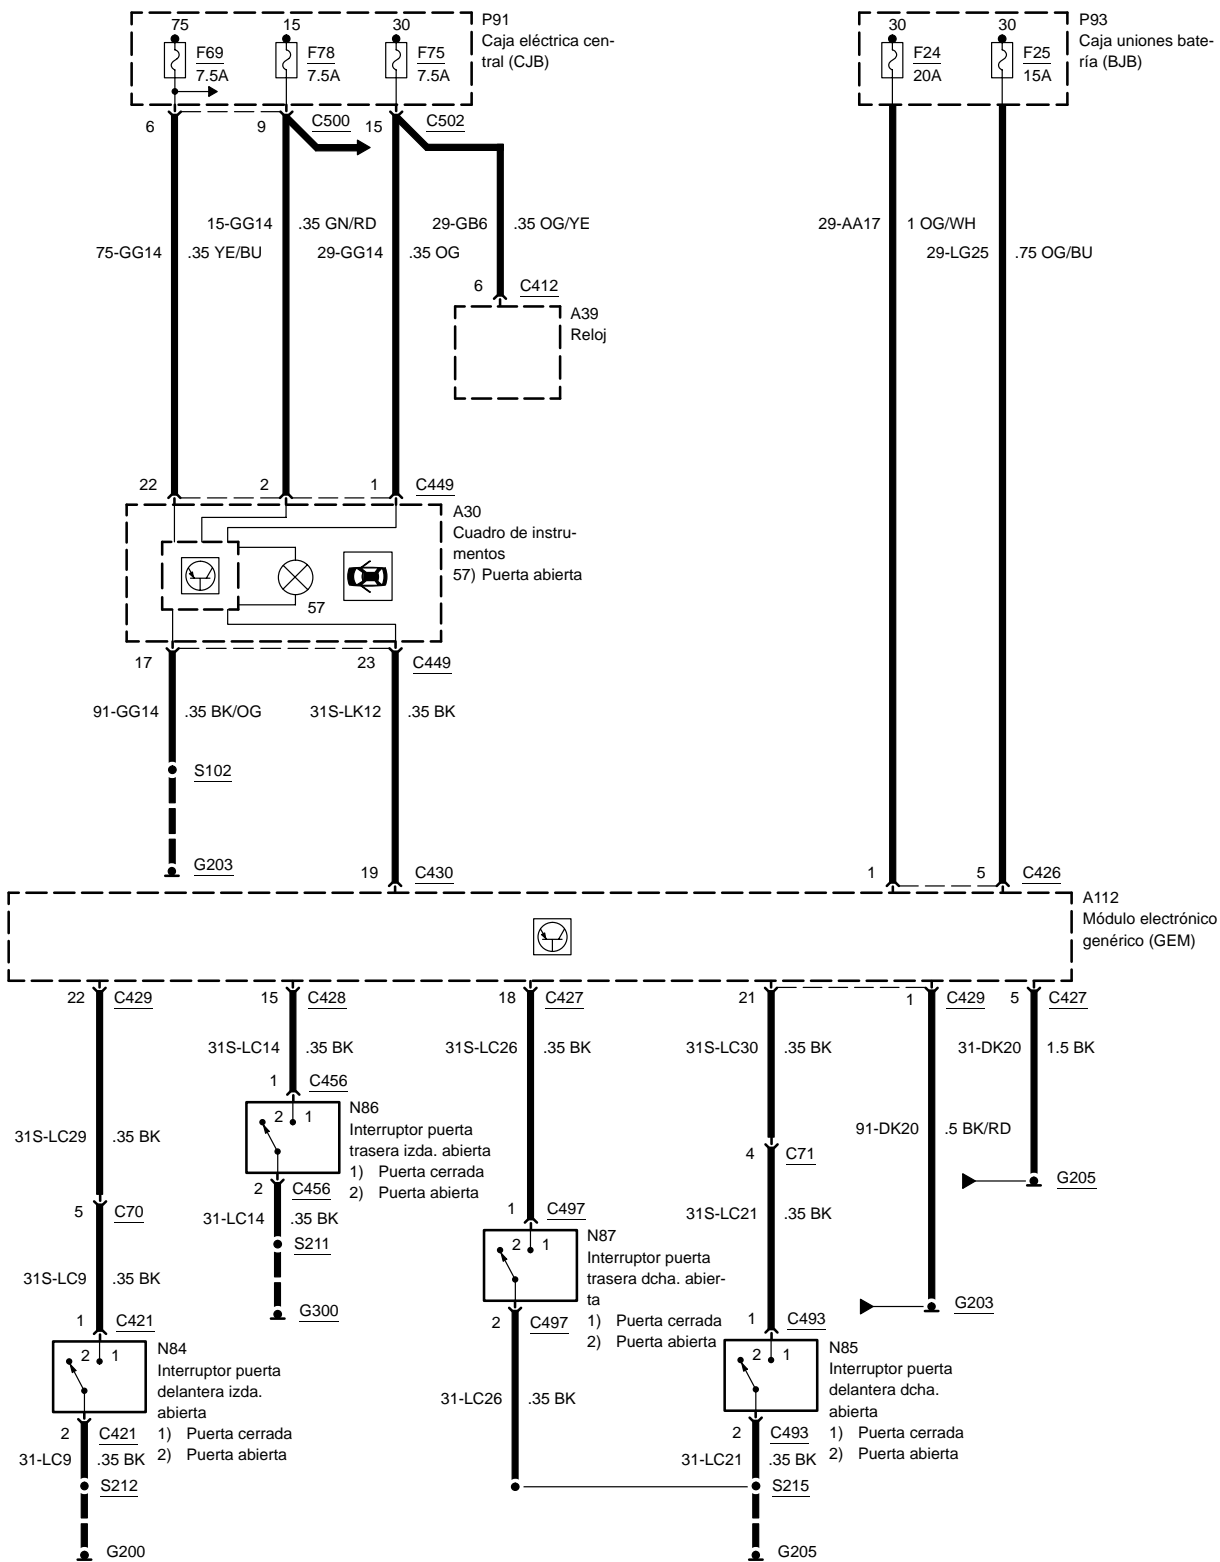 75
15
30
P91
Caja eléctrica cen-
tral (CJB)
F69
7.5A
F78
7.5A
F75
7.5A
30
30
P93
Caja uniones bate-
ría (BJB)
F24
20A
F25
15A
6
9
C500
15
C502
15-GG14
.35 GN/RD
29-GB6
.35 OG/YE
29-AA17
1 OG/WH
75-GG14
.35 YE/BU
29-GG14
.35 OG
29-LG25
.75 OG/BU
6
C412
A39
Reloj
22
2
1
C449
A30
Cuadro de instru-
mentos
57) Puerta abierta
57
17
23
C449
91-GG14
.35 BK/OG
31S-LK12
.35 BK
S102
G203
19
C430
1
5
C426
A112
Módulo electrónico
genérico (GEM)
22
C429
15
C428
18
C427
21
1
C429
5
C427
31S-LC14
.35 BK
31S-LC26
.35 BK
31S-LC30
.35 BK
31-DK20
1.5 BK
1
C456
2
1
N86
Interruptor puerta
trasera izda. abierta
1) Puerta cerrada
2) Puerta abierta
31S-LC29
.35 BK
91-DK20
.5 BK/RD
4
C71
G205
2
C456
5
C70
1
C497
31S-LC21
.35 BK
31-LC14
.35 BK
S211
2
1
N87
Interruptor puerta
trasera dcha. abier-
ta
1) Puerta cerrada
2) Puerta abierta
31S-LC9
.35 BK
G300
G203
1
C421
2
C497
1
C493
2
1
N84
Interruptor puerta
delantera izda.
abierta
1) Puerta cerrada
2) Puerta abierta
2
1
N85
Interruptor puerta
delantera dcha.
abierta
1) Puerta cerrada
2) Puerta abierta
31-LC26
.35 BK
2
C421
2
C493
31-LC9
.35 BK
31-LC21
.35 BK
S212
S215
G200
G205